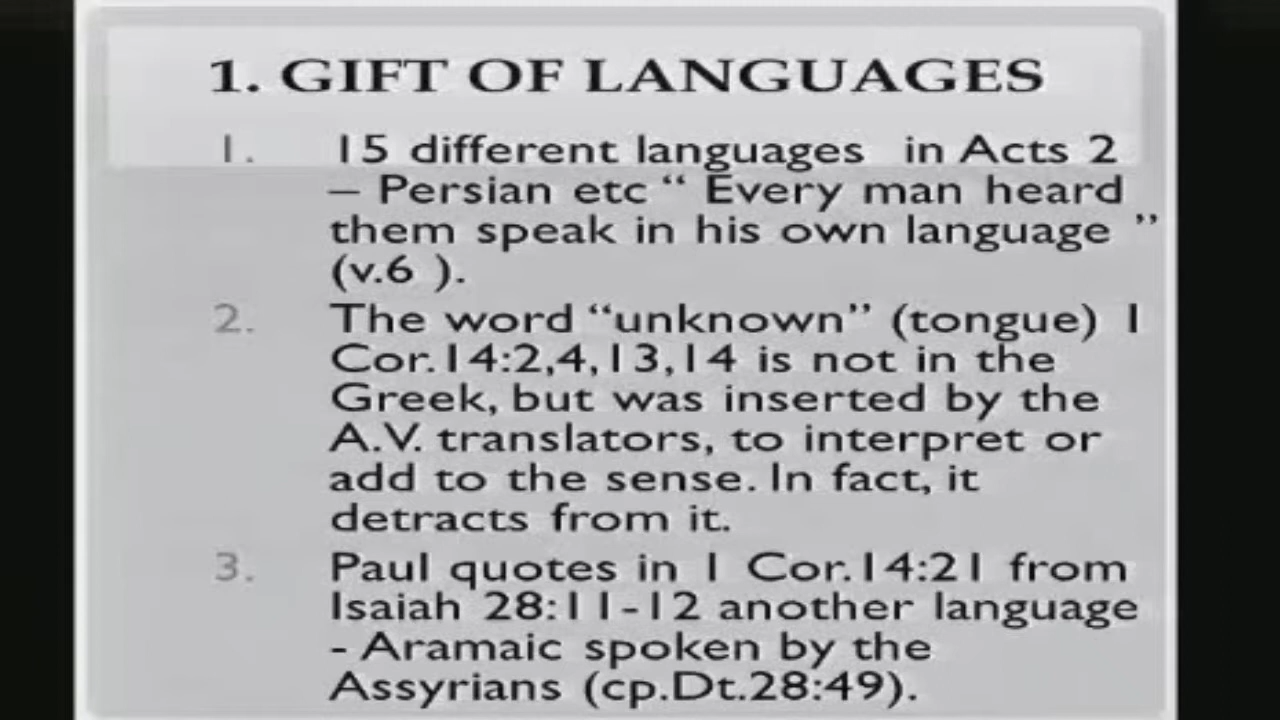 1. GIFT OF LANGUAGES
1. 15 different languages in Acts 2
– Persian etc “ Every man heard
them speak in his own language ”
(v.6 ).
2. The word “unknown” (tongue) 1
Cor.14:2,4,13,14 is not in the
Greek, but was inserted by the
A.V. translators, to interpret or
add to the sense. In fact, it
detracts from it.
3. Paul quotes in 1 Cor.14:21 from
Isaiah 28:11-12 another language
- Aramaic spoken by the
Assyrians (cp.Dt.28:49).